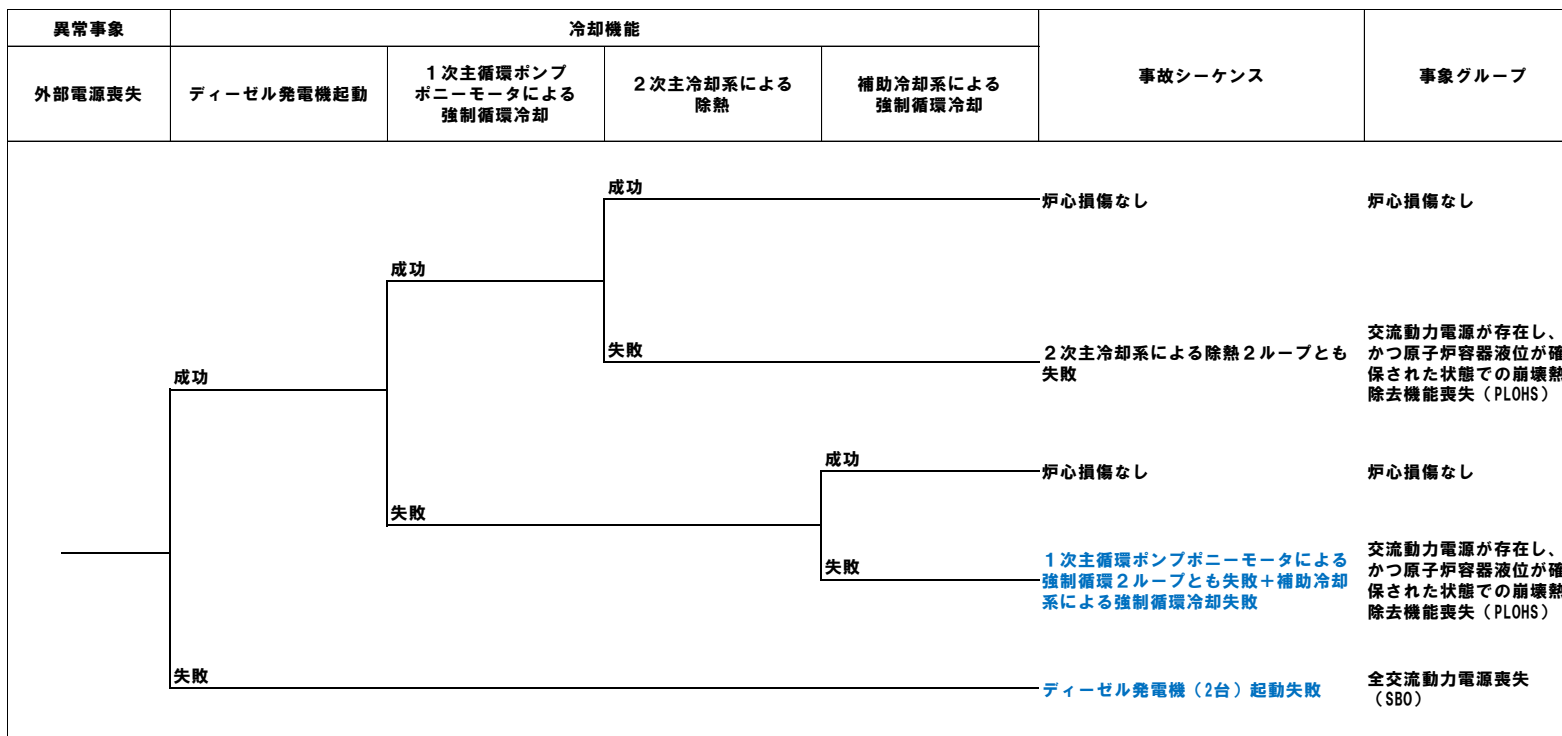 異常事象
冷却機能
事故シーケンス
事象グループ
外部電源喪失
ディーゼル発電機起動
１次主循環ポンプ
ポニーモータによる
強制循環冷却
２次主冷却系による
除熱
補助冷却系による
強制循環冷却
成功
炉心損傷なし
炉心損傷なし
成功
失敗
２次主冷却系による除熱２ループとも
失敗
交流動力電源が存在し、
かつ原子炉容器液位が確
保された状態での崩壊熱
除去機能喪失（PLOHS）
成功
成功
炉心損傷なし
炉心損傷なし
失敗
失敗
１次主循環ポンプポニーモータによる
強制循環２ループとも失敗＋補助冷却
系による強制循環冷却失敗
交流動力電源が存在し、
かつ原子炉容器液位が確
保された状態での崩壊熱
除去機能喪失（PLOHS）
失敗
ディーゼル発電機（2台）起動失敗
全交流動力電源喪失
（SBO）